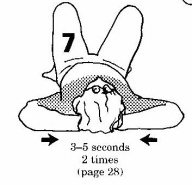 7
3–5 seconds
2 times
(page 28)